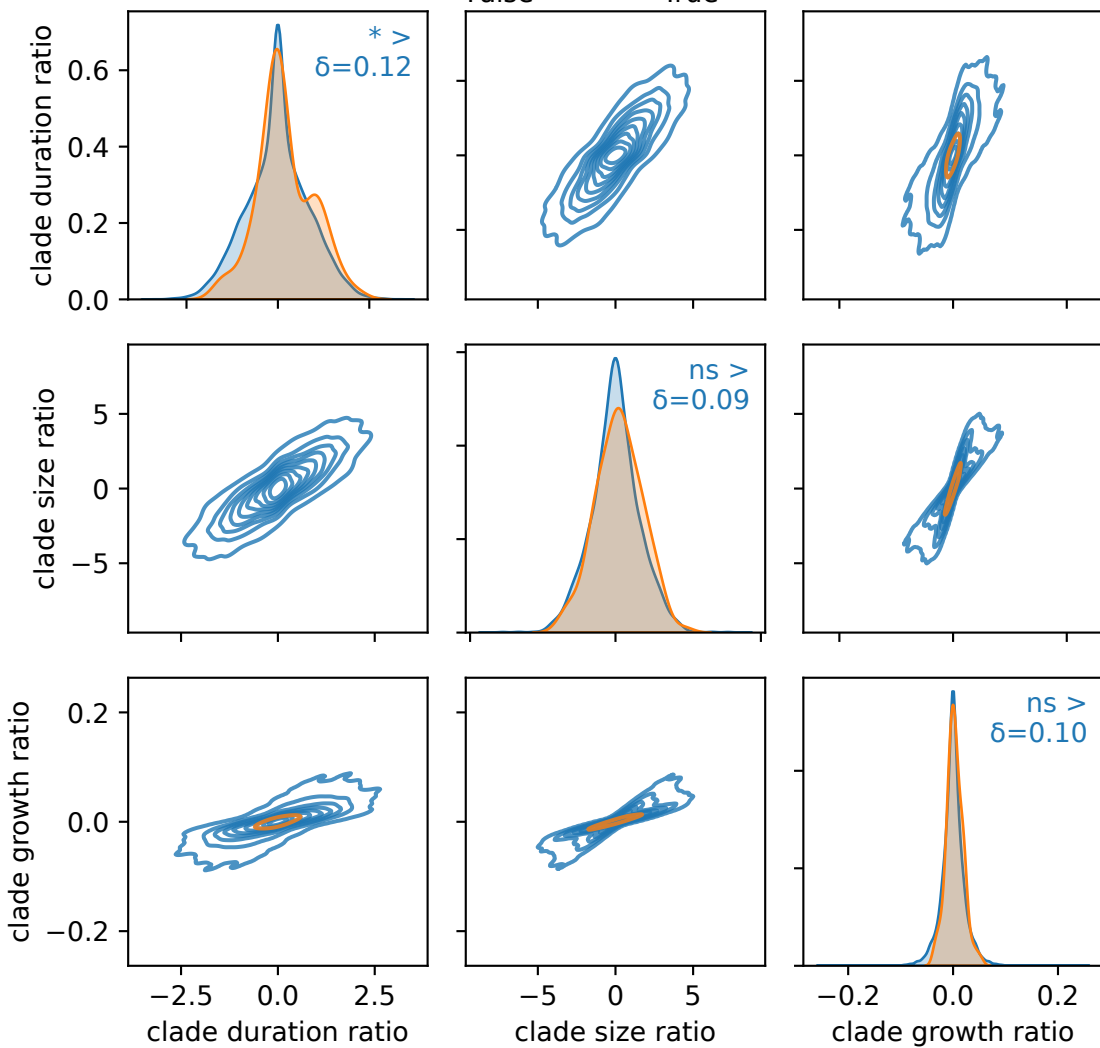 clade duration ratio
0.6
0.4
0.2
0.0
* >
δ=0.12
clade size ratio
5
0
−5
ns >
δ=0.09
clade growth ratio
0.2
0.0
−0.2
ns >
δ=0.10
−2.5 0.0 2.5
−5 0 5
−0.2 0.0 0.2
clade duration ratio
clade size ratio
clade growth ratio